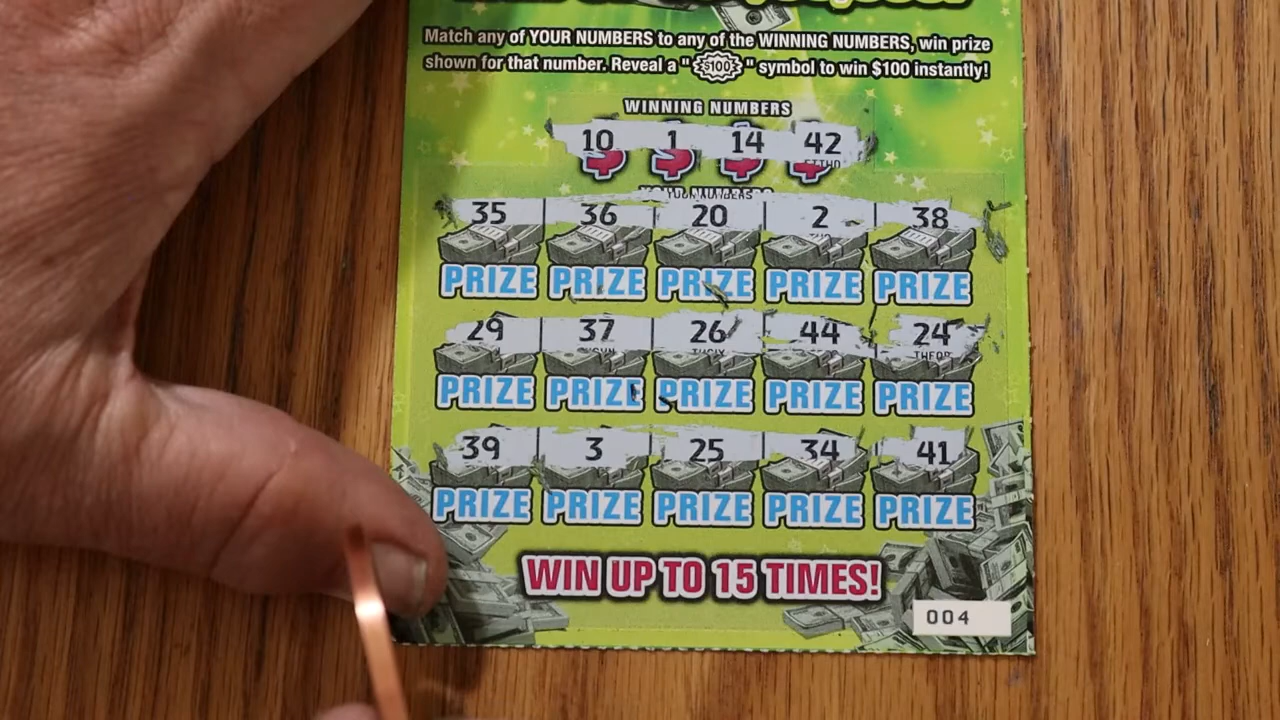 Match any of YOUR NUMBERS to any of the WINNING NUMBERS, win prize
shown for that number. Reveal a " $100 " symbol to win $100 instantly!
WINNING NUMBERS
10 1 14 42
YOUR NUMBERS
35 36 20 2 38
PRIZE PRIZE PRIZE PRIZE PRIZE
29 37 26 44 24
PRIZE PRIZE PRIZE PRIZE PRIZE
39 3 25 34 41
PRIZE PRIZE PRIZE PRIZE PRIZE
WIN UP TO 15 TIMES!
004